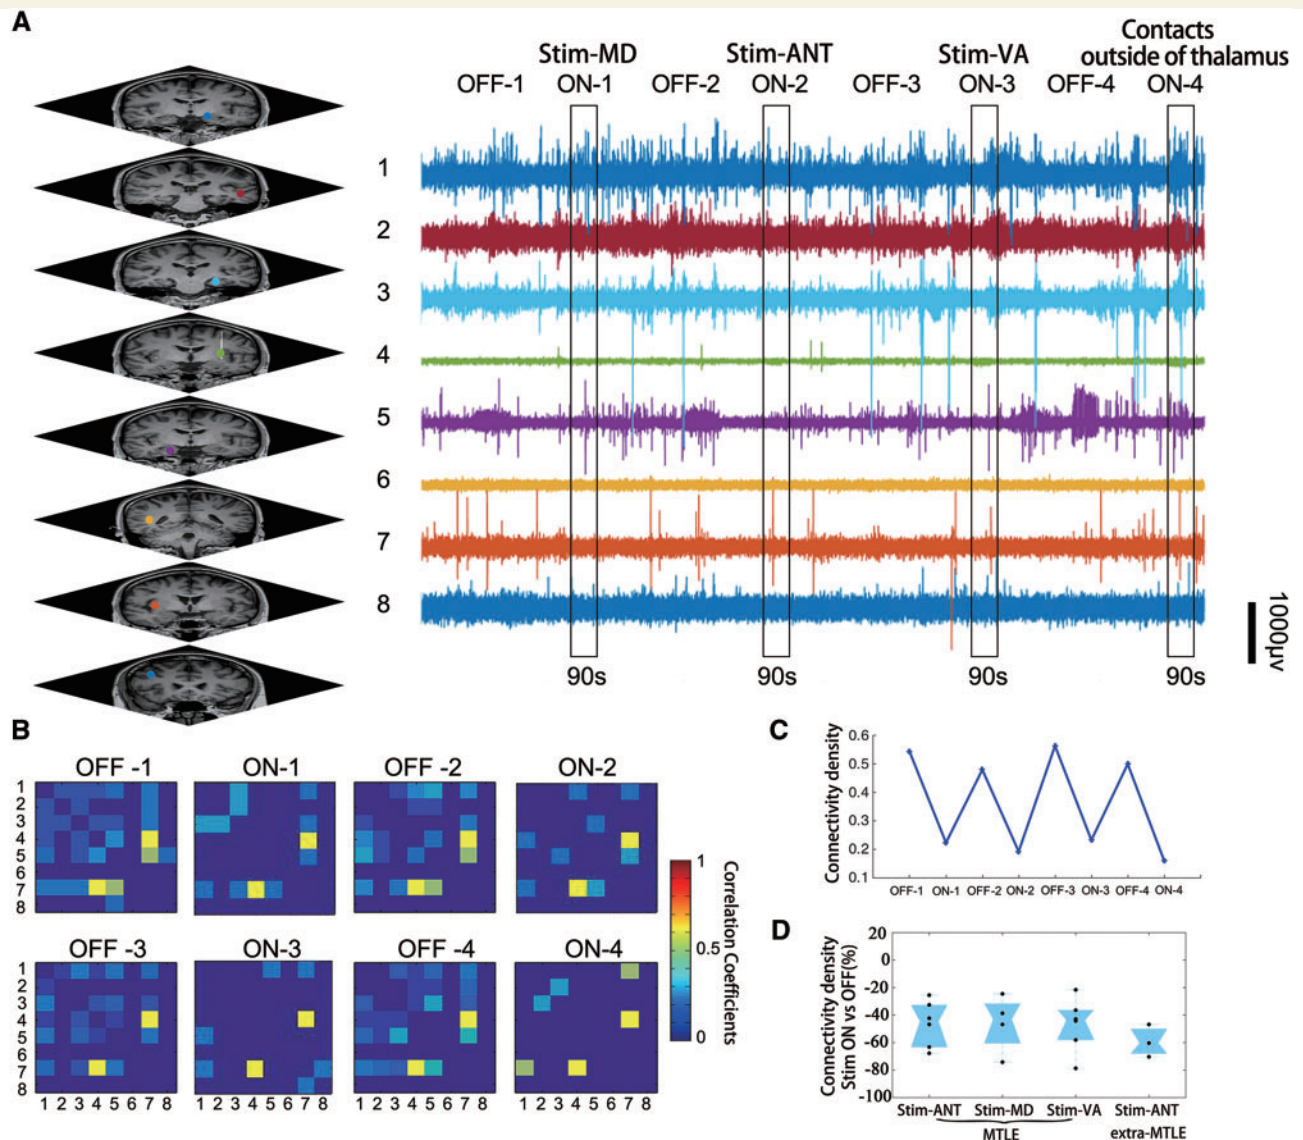 A
Contacts
Stim-MD Stim-ANT Stim-VA outside of thalamus
OFF-1 ON-1 OFF-2 ON-2 OFF-3 ON-3 OFF-4 ON-4
1
2
3
4
5
6
7
8
1000μv
90s 90s 90s 90s
B
OFF -1 ON-1 OFF -2 ON-2
1
2
3
4
5
6
7
8
OFF -3 ON-3 OFF -4 ON-4
1
2
3
4
5
6
7
8
1 2 3 4 5 6 7 8 1 2 3 4 5 6 7 8 1 2 3 4 5 6 7 8 1 2 3 4 5 6 7 8
1
0.5
0
Correlation Coefficients
C
Connectivity density
0.6
0.5
0.4
0.3
0.2
0.1
OFF-1 ON-1 OFF-2 ON-2 OFF-3 ON-3 OFF-4 ON-4
D
Connectivity density
Stim ON vs OFF(%)
20
0
-20
-40
-60
-80
-100
Stim-ANT Stim-MD Stim-VA Stim-ANT
MTLE extra-MTLE